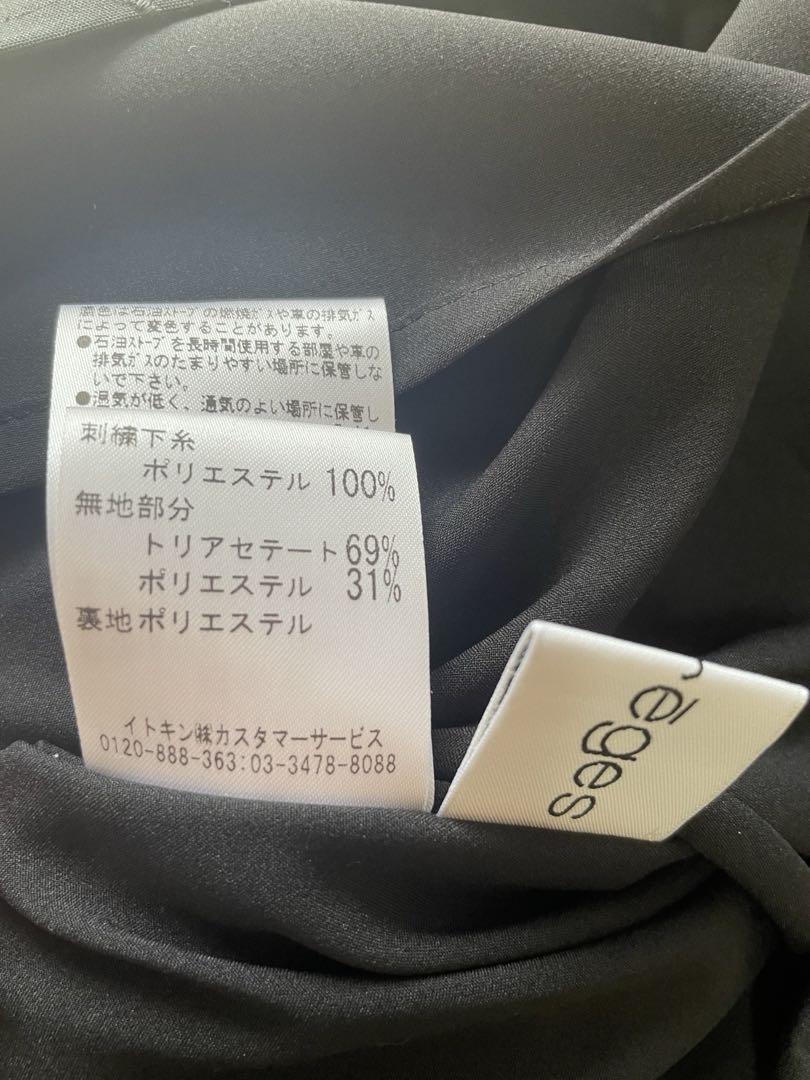 濃色は石油ｽﾄｰﾌﾞの燃焼ｶﾞｽや車の排気ｶﾞｽ
によって変色することがあります。
●石油ｽﾄｰﾌﾞを長時間使用する部屋や車の
排気ｶﾞｽのたまりやすい場所に保管しな
いで下さい。
●湿気が低く、通気のよい場所に保管し
刺繍下糸
ポリエステル 100%
無地部分
トリアセテート 69%
ポリエステル 31%
裏地ポリエステル
イトキン㈱カスタマーサービス
0120-888-363:03-3478-8088
règes